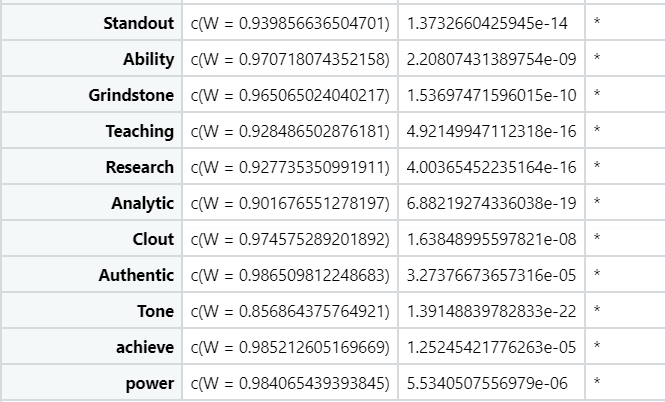 Standout c(W = 0.939856636504701) 1.3732660425945e-14 *
Ability c(W = 0.970718074352158) 2.20807431389754e-09 *
Grindstone c(W = 0.965065024040217) 1.53697471596015e-10 *
Teaching c(W = 0.928486502876181) 4.92149947112318e-16 *
Research c(W = 0.927735350991911) 4.00365452235164e-16 *
Analytic c(W = 0.901676551278197) 6.88219274336038e-19 *
Clout c(W = 0.974575289201892) 1.63848995597821e-08 *
Authentic c(W = 0.986509812248683) 3.27376673657316e-05 *
Tone c(W = 0.856864375764921) 1.39148839782833e-22 *
achieve c(W = 0.985212605169669) 1.25245421776263e-05 *
power c(W = 0.984065439393845) 5.5340507556979e-06 *